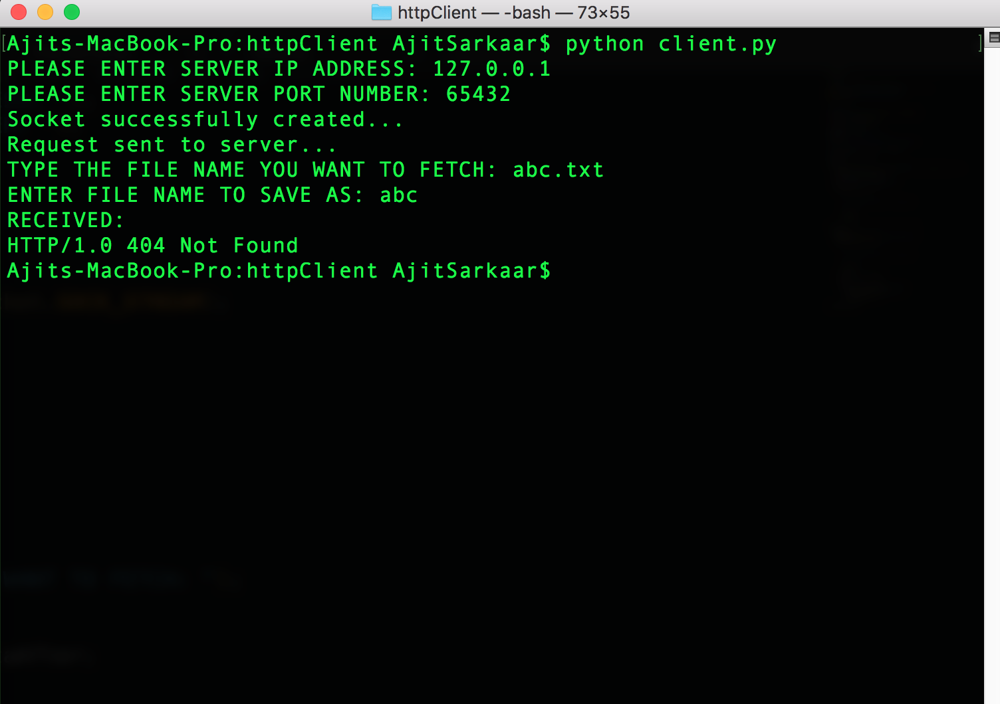 httpClient — -bash — 73×55
[Ajits-MacBook-Pro:httpClient AjitSarkaar$ python client.py ]
PLEASE ENTER SERVER IP ADDRESS: 127.0.0.1
PLEASE ENTER SERVER PORT NUMBER: 65432
Socket successfully created...
Request sent to server...
TYPE THE FILE NAME YOU WANT TO FETCH: abc.txt
ENTER FILE NAME TO SAVE AS: abc
RECEIVED:
HTTP/1.0 404 Not Found
Ajits-MacBook-Pro:httpClient AjitSarkaar$